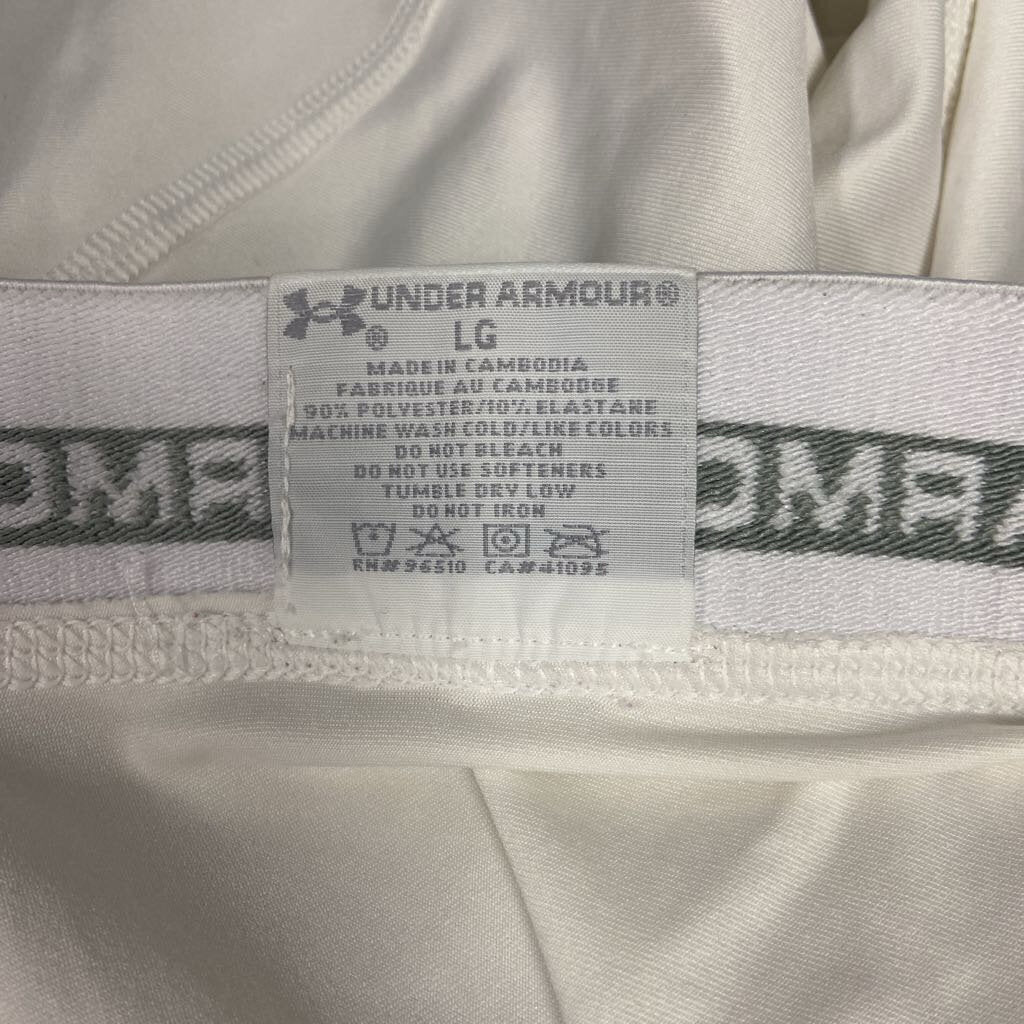 UNDER ARMOUR®
® LG
MADE IN CAMBODIA
FABRIQUE AU CAMBODGE
90% POLYESTER/10% ELASTANE
MACHINE WASH COLD/LIKE COLORS
DO NOT BLEACH
DO NOT USE SOFTENERS
TUMBLE DRY LOW
DO NOT IRON
RN#96510 CA#41095